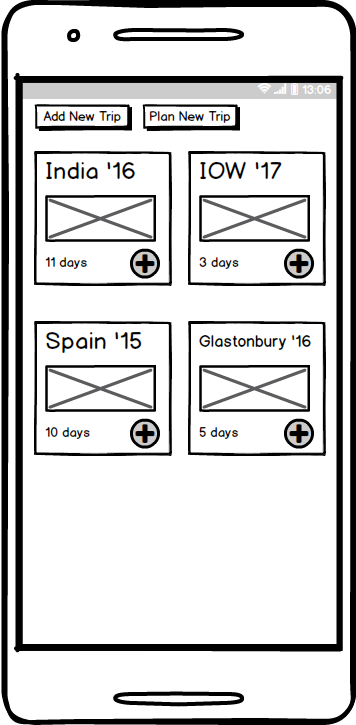 13:06
Add New Trip
Plan New Trip
India '16
11 days
IOW '17
3 days
Spain '15
10 days
Glastonbury '16
5 days